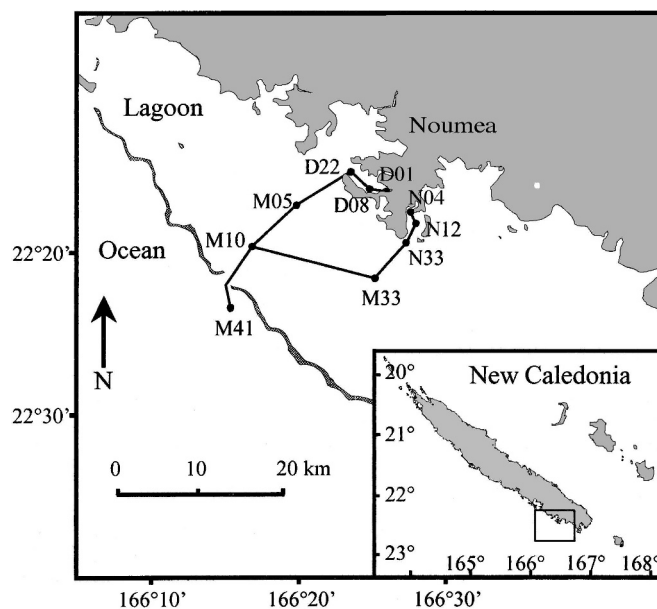 Lagoon
Noumea
D22
D01
D08
M05
N04
N12
M10
N33
Ocean
22°20'
M33
M41
N
22°30'
0 10 20 km
New Caledonia
20°
21°
22°
23°
165° 166° 167° 168°
166°10' 166°20' 166°30'